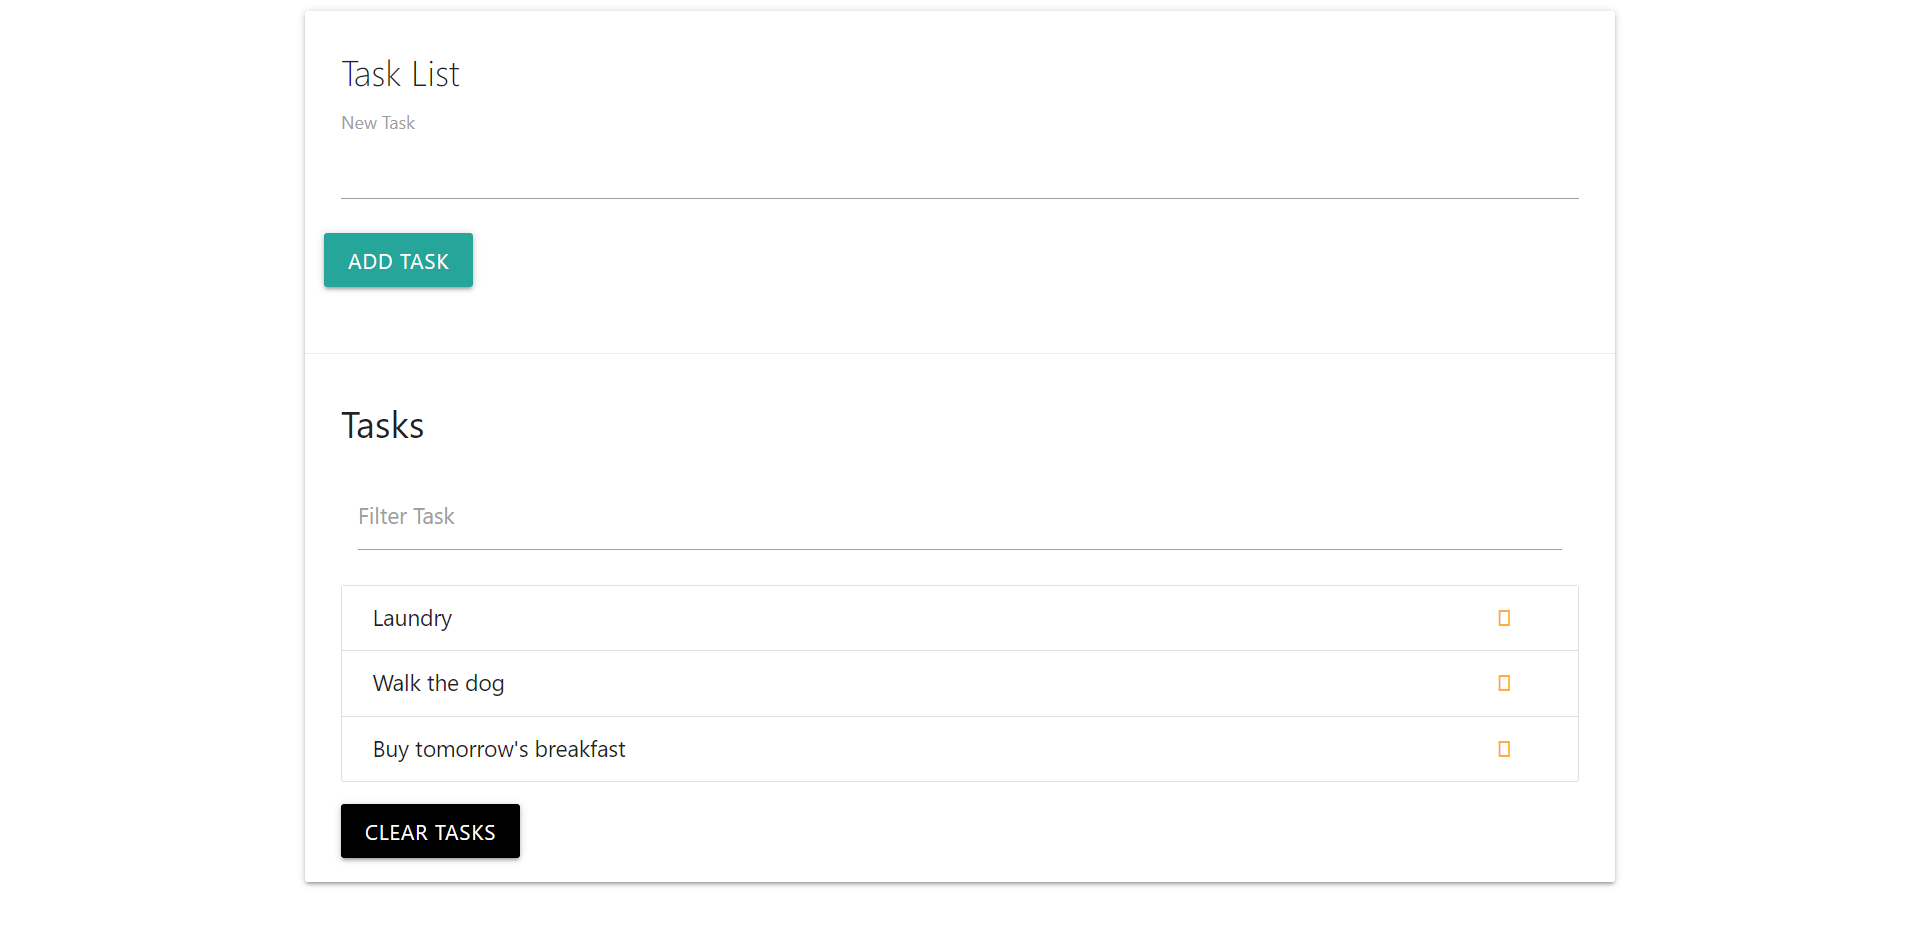 Task List
New Task
ADD TASK
Tasks
Filter Task
Laundry
Walk the dog
Buy tomorrow's breakfast
CLEAR TASKS